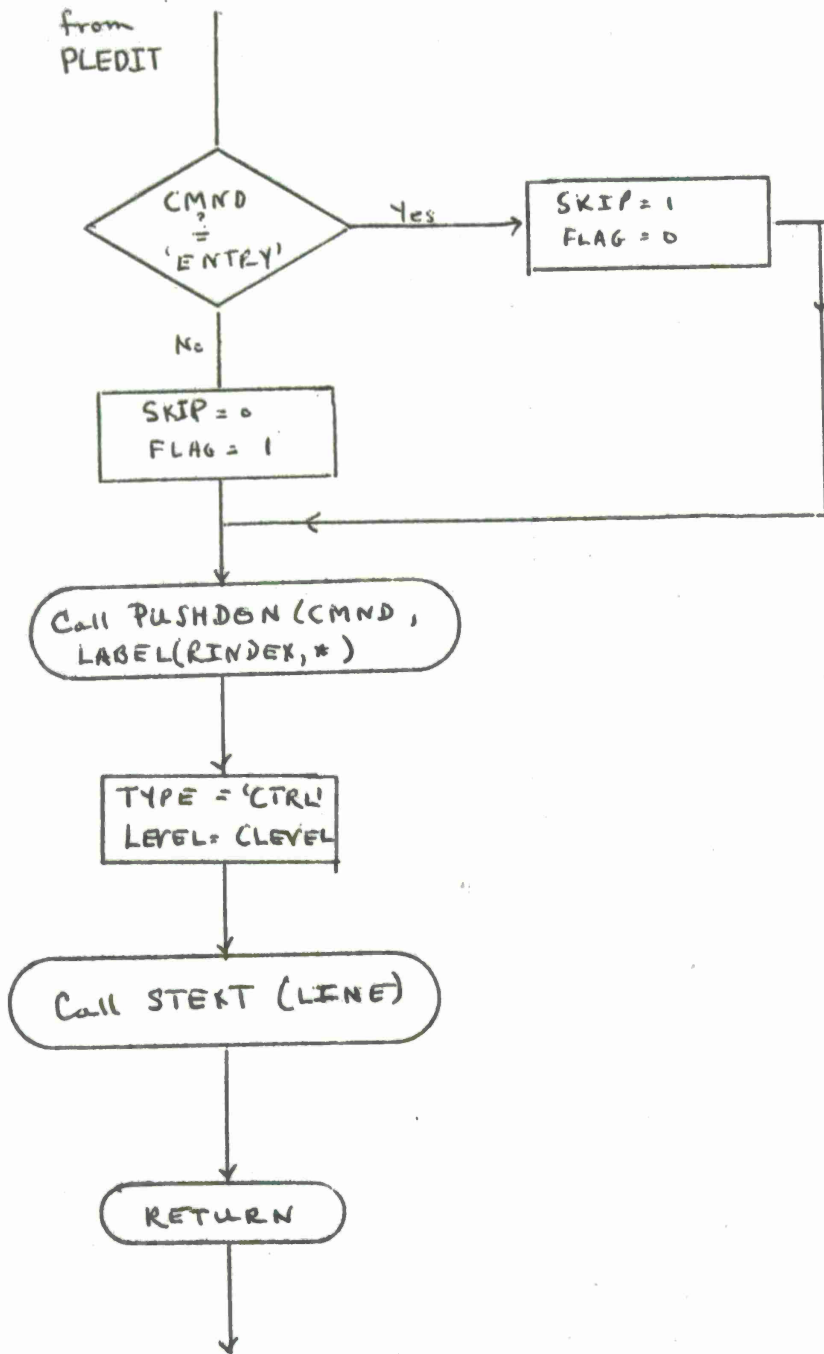 from
PLEDIT
CMND
?
=
'ENTRY'
Yes
SKIP = 1
FLAG = 0
No
SKIP = 0
FLAG = 1
Call PUSHDON (CMND,
LABEL(RINDEX, *)
TYPE = 'CTRL'
LEVEL = CLEVEL
Call STEXT (LINE)
RETURN